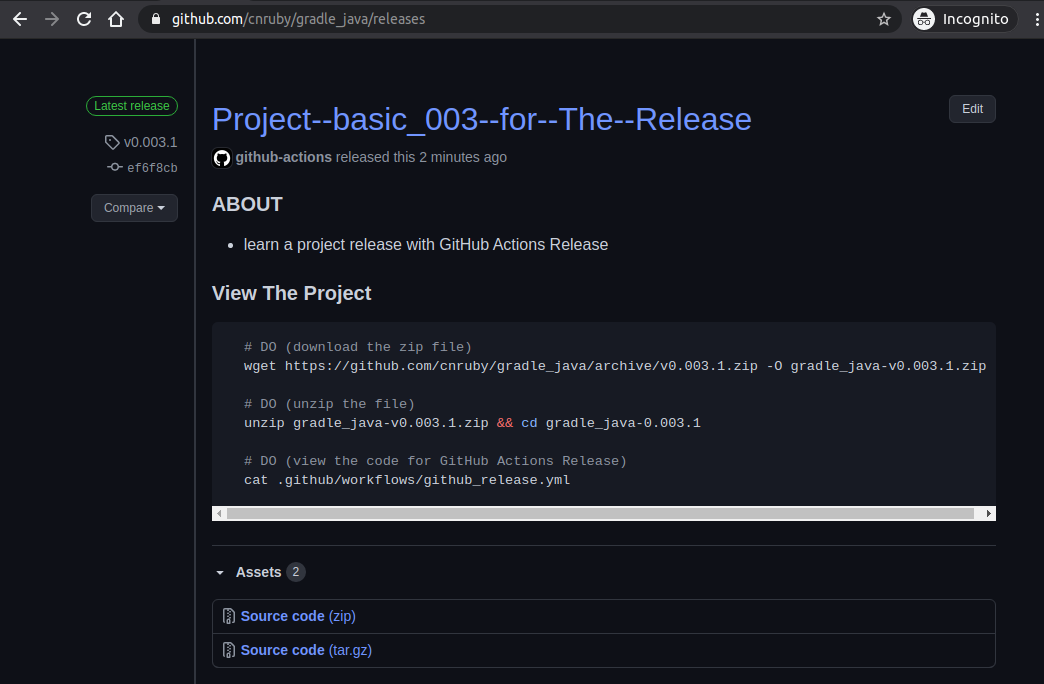 github.com/cnruby/gradle_java/releases
Incognito
Latest release
v0.003.1
ef6f8cb
Compare
Project--basic_003--for--The--Release
Edit
github-actions released this 2 minutes ago
ABOUT
learn a project release with GitHub Actions Release
View The Project
# DO (download the zip file)
wget https://github.com/cnruby/gradle_java/archive/v0.003.1.zip -O gradle_java-v0.003.1.zip
# DO (unzip the file)
unzip gradle_java-v0.003.1.zip && cd gradle_java-0.003.1
# DO (view the code for GitHub Actions Release)
cat .github/workflows/github_release.yml
Assets 2
Source code (zip)
Source code (tar.gz)